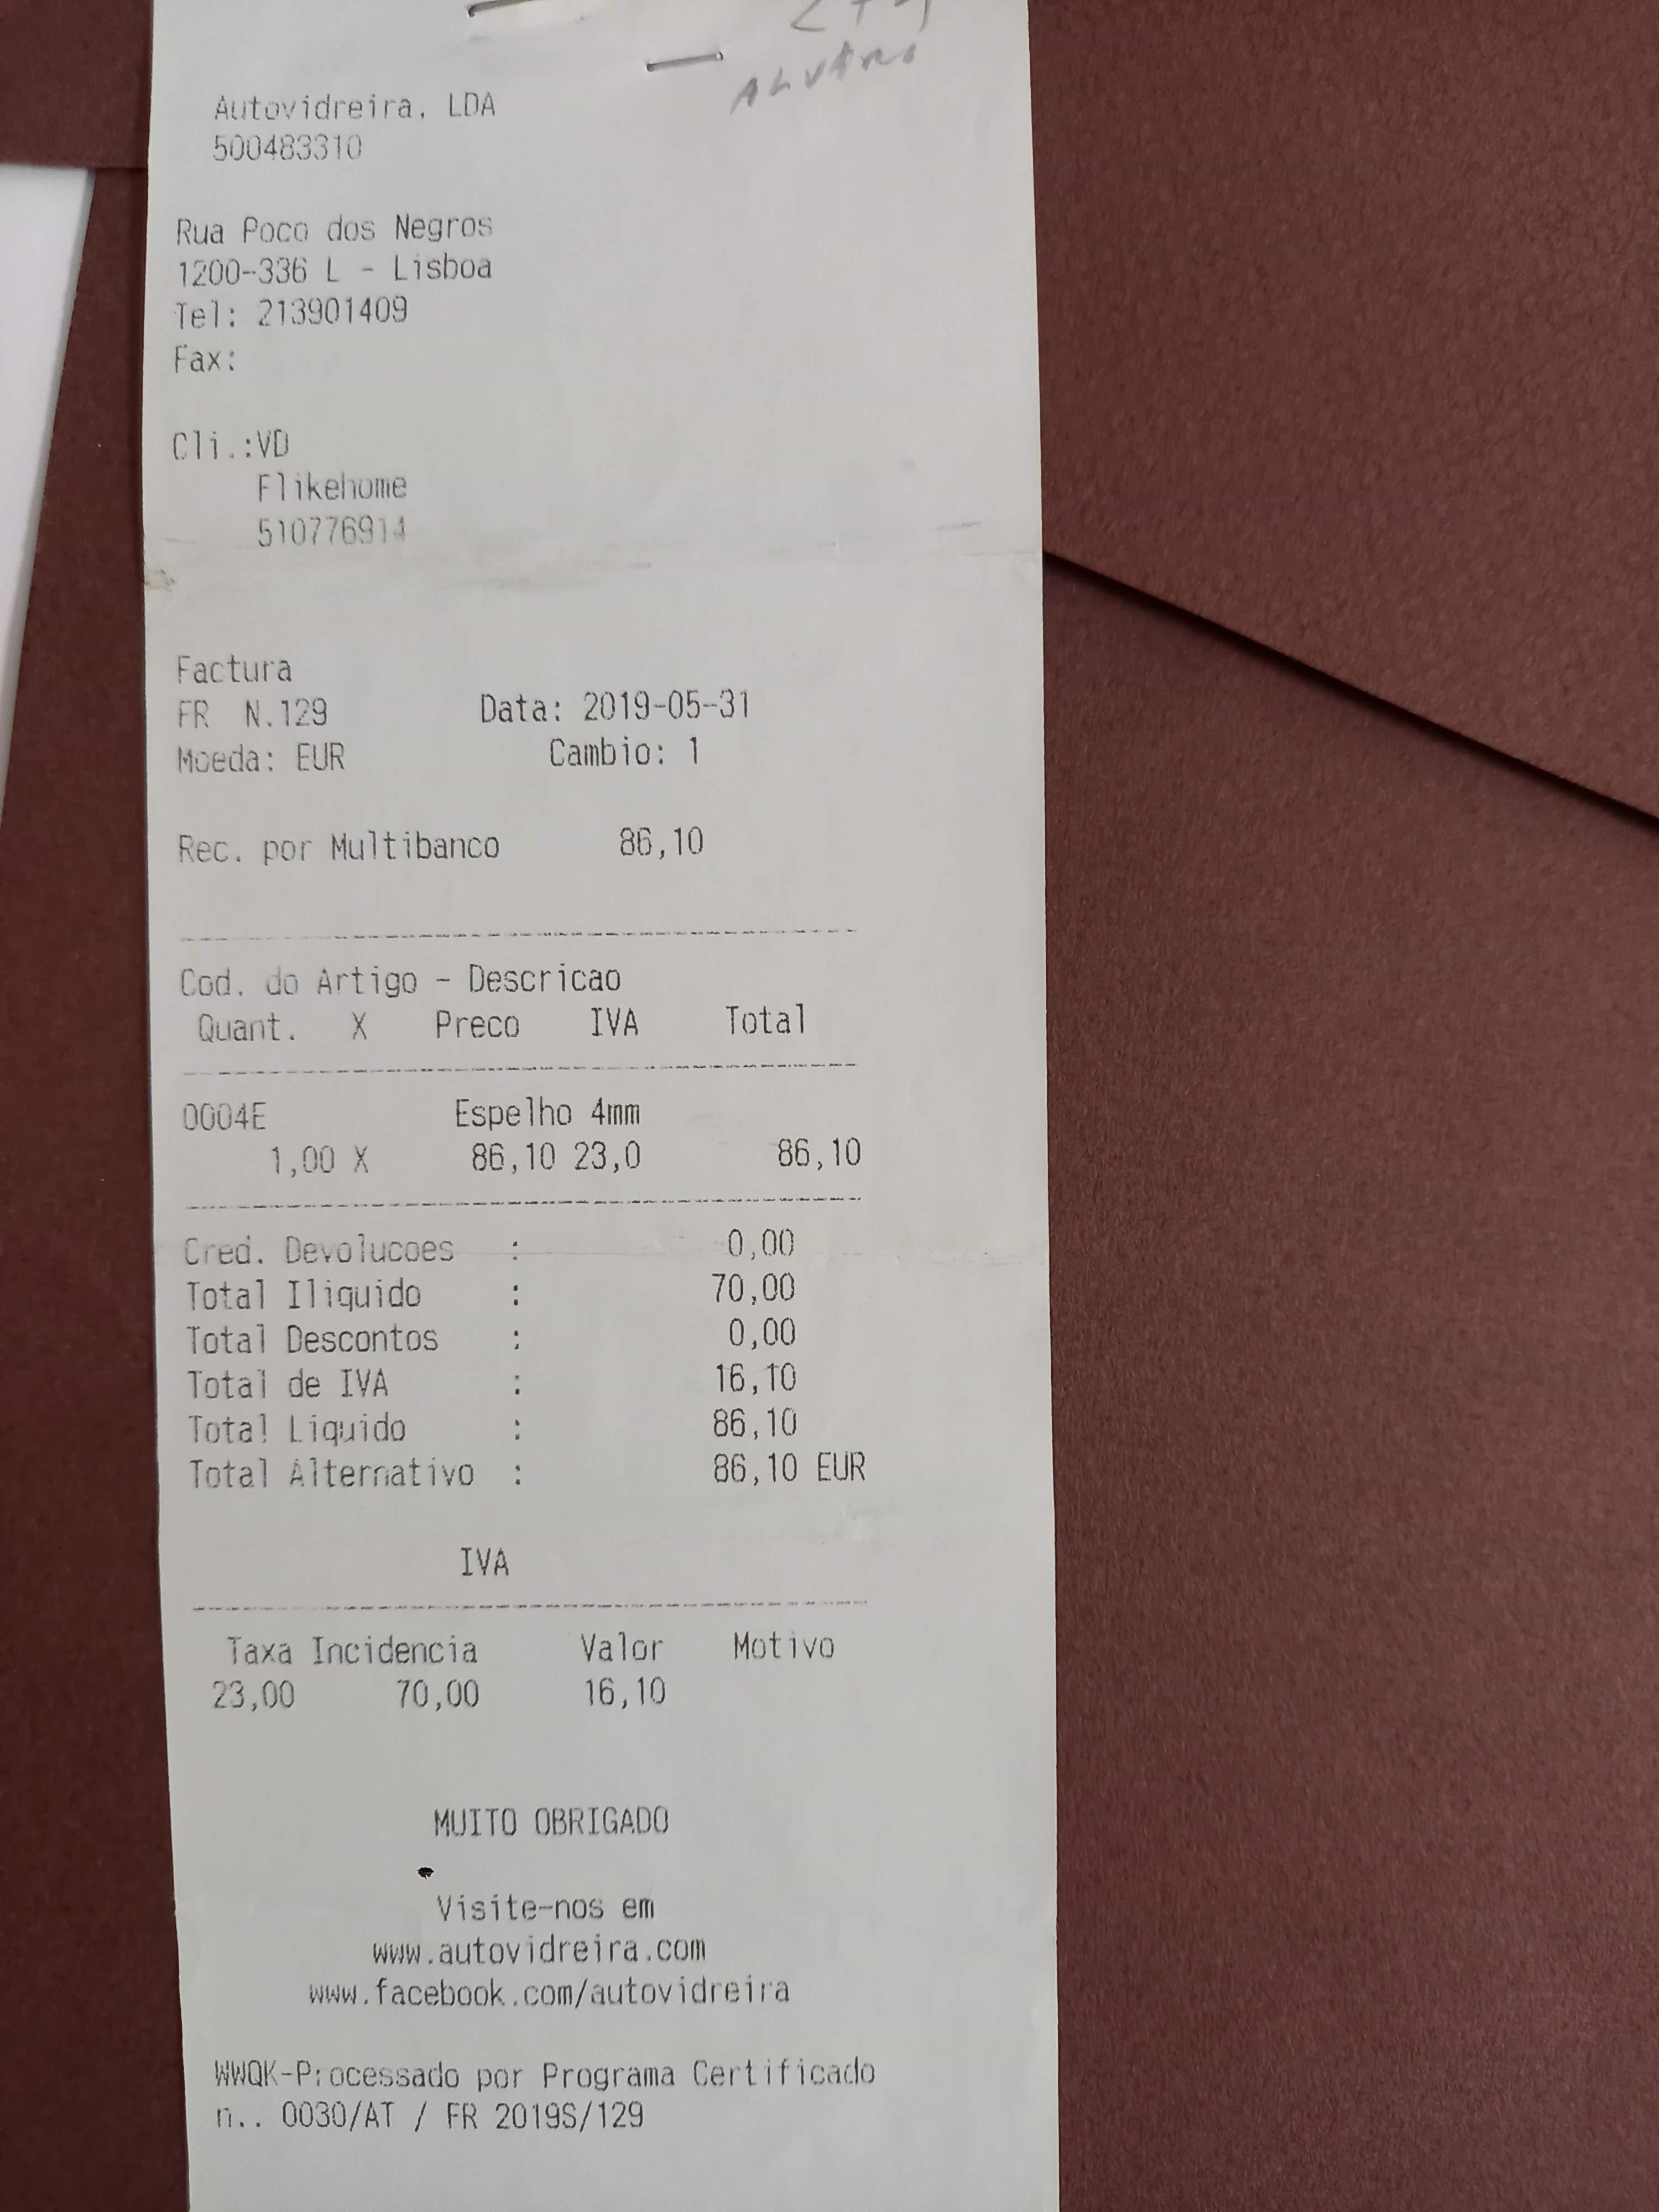 ALVARO
Autovidreira, LDA
500483310
Rua Poco dos Negros
1200-336 L - Lisboa
Tel: 213901409
Fax:
Cli.:VD
Flikehome
510776914
Factura
FR N.129 Data: 2019-05-31
Moeda: EUR Cambio: 1
Rec. por Multibanco 86,10
Cod. do Artigo - Descricao
Quant. X Preco IVA Total
0004E Espelho 4mm
1,00 X 86,10 23,0 86,10
Cred. Devolucoes : 0,00
Total Iliquido : 70,00
Total Descontos : 0,00
Total de IVA : 16,10
Total Liquido : 86,10
Total Alternativo : 86,10 EUR
IVA
Taxa Incidencia Valor Motivo
23,00 70,00 16,10
MUITO OBRIGADO
Visite-nos em
www.autovidreira.com
www.facebook.com/autovidreira
WWQK-Processado por Programa Certificado
n.. 0030/AT / FR 2019S/129